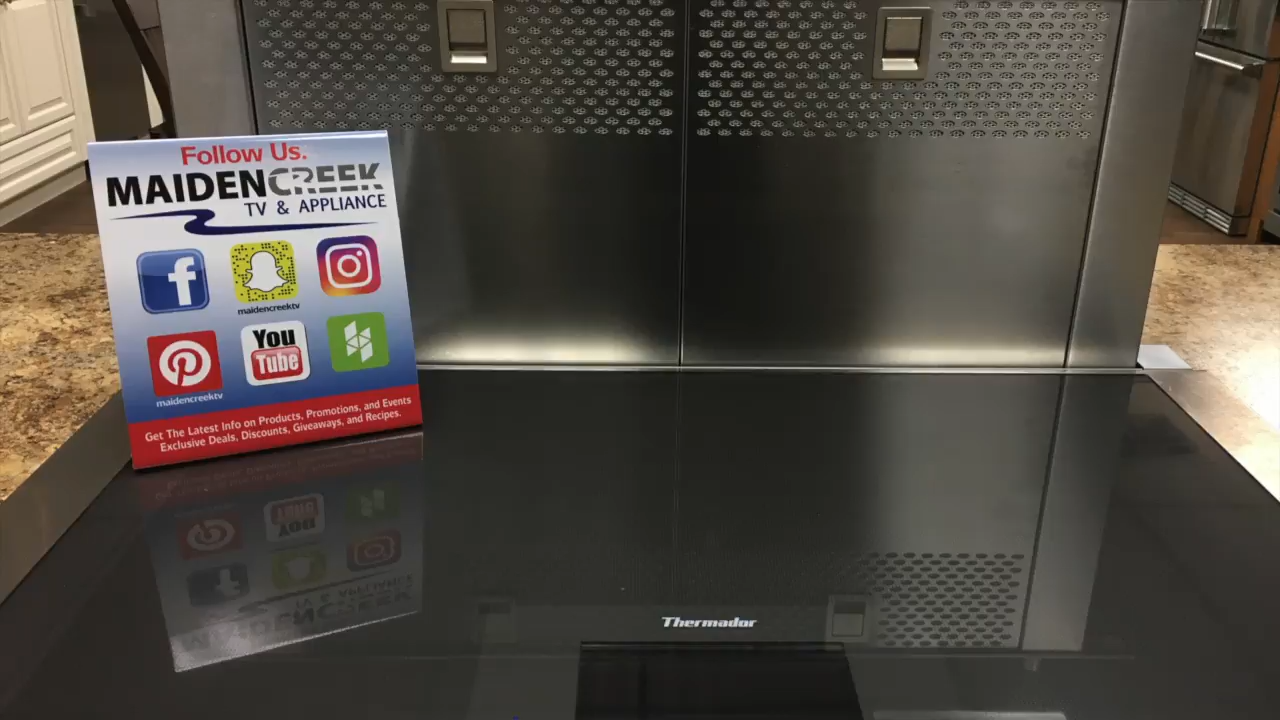 Follow Us.
MAIDENCREEK
TV & APPLIANCE
maidencreektv
You
Tube
maidencreektv
Get The Latest Info on Products, Promotions, and Events
Exclusive Deals, Discounts, Giveaways, and Recipes.
Thermador